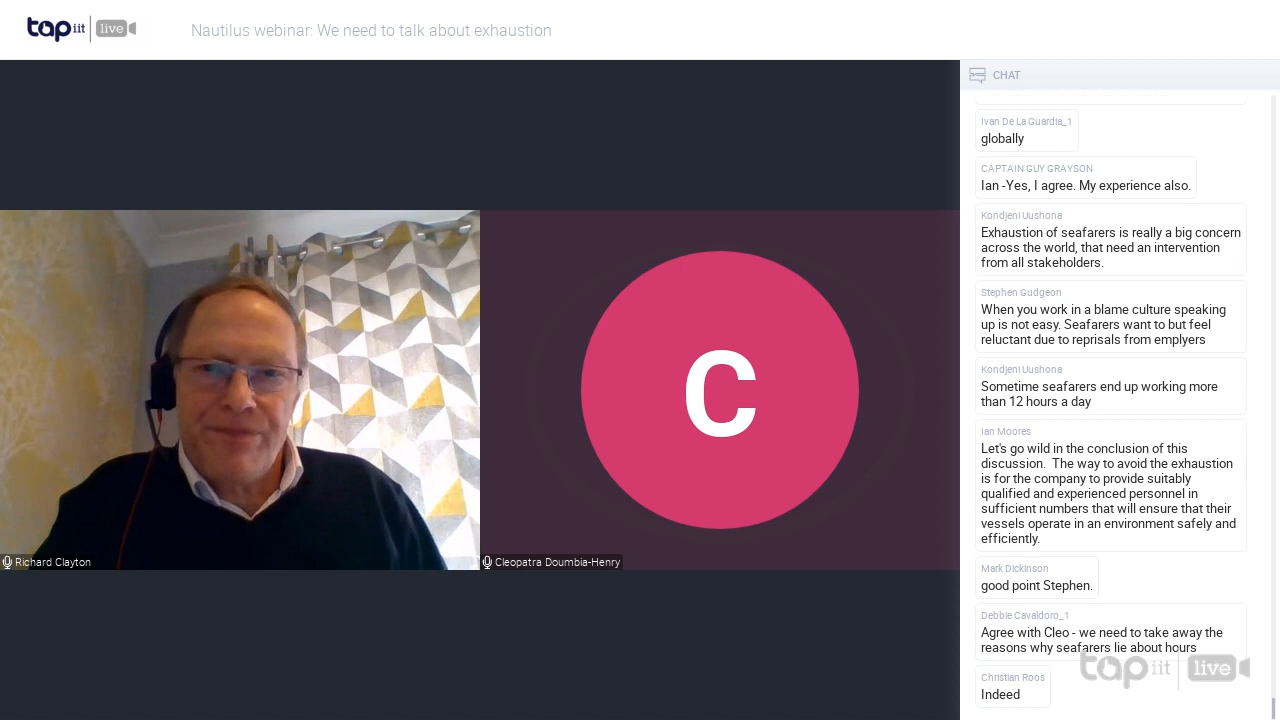 tapiit live
Nautilus webinar: We need to talk about exhaustion
CHAT
Ivan De La Guardia_1
globally
CAPTAIN GUY GRAYSON
Ian -Yes, I agree. My experience also.
Kondjeni Uushona
Exhaustion of seafarers is really a big concern
across the world, that need an intervention
from all stakeholders.
Stephen Gudgeon
When you work in a blame culture speaking
up is not easy. Seafarers want to but feel
reluctant due to reprisals from emplyers
Kondjeni Uushona
Sometime seafarers end up working more
than 12 hours a day
Ian Moores
Let's go wild in the conclusion of this
discussion.  The way to avoid the exhaustion
is for the company to provide suitably
qualified and experienced personnel in
sufficient numbers that will ensure that their
vessels operate in an environment safely and
efficiently.
Mark Dickinson
good point Stephen.
Debbie Cavaldoro_1
Agree with Cleo - we need to take away the
reasons why seafarers lie about hours
Christian Roos
Indeed
C
Richard Clayton
Cleopatra Doumbia-Henry
tapiit live